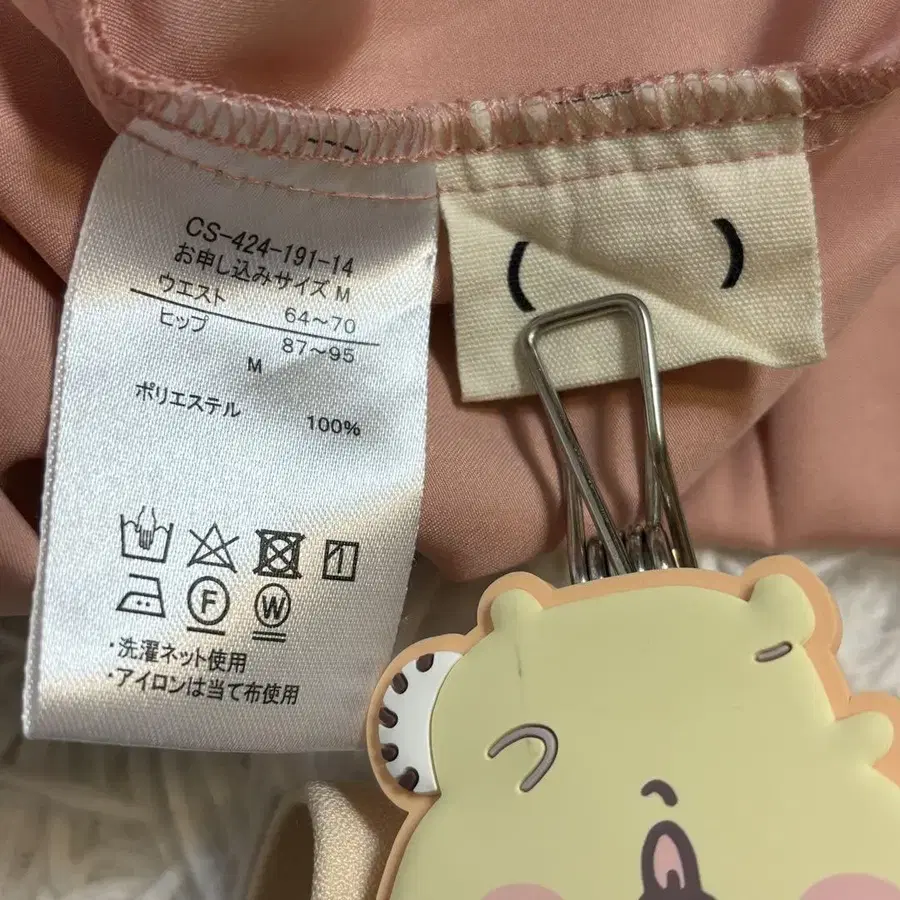 CS-424-191-14
お申し込みサイズ M
ウエスト 64～70
ヒップ 87～95
M
ポリエステル 100%
F W
・洗濯ネット使用
・アイロンは当て布使用